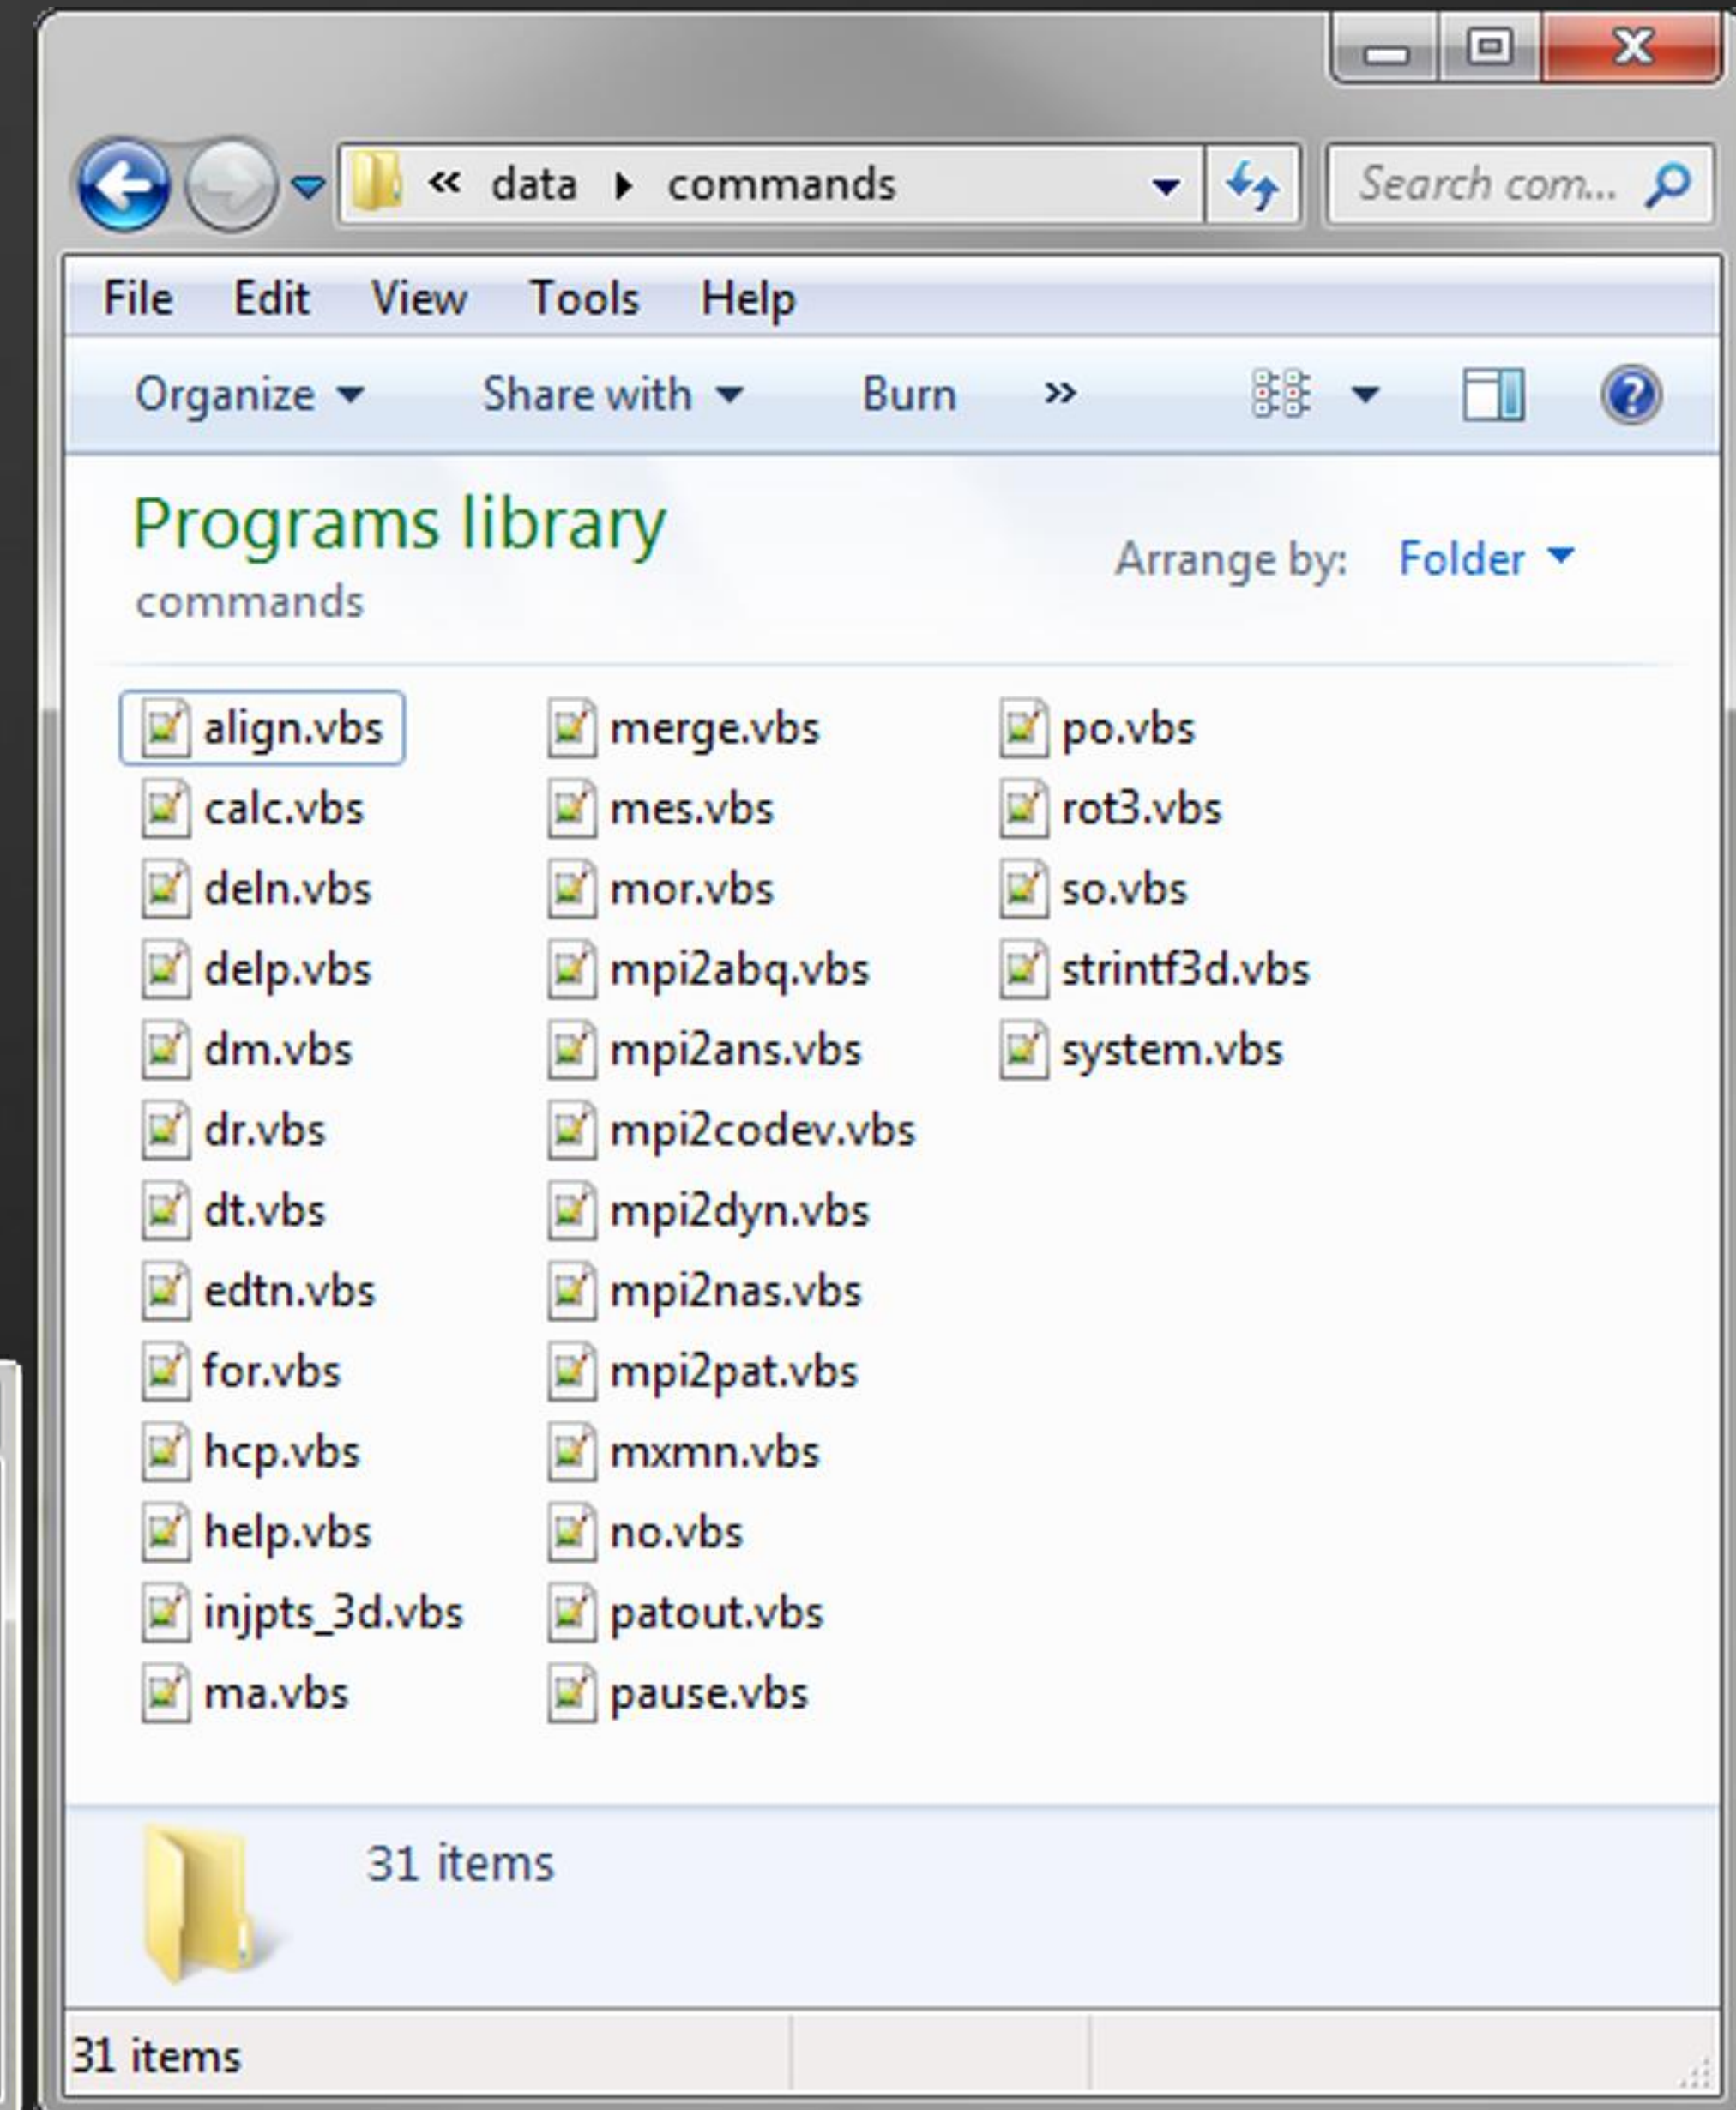 « data ▸ commands
Search com...
File Edit View Tools Help
Organize Share with Burn »
Programs library
commands
Arrange by: Folder
align.vbs
calc.vbs
deln.vbs
delp.vbs
dm.vbs
dr.vbs
dt.vbs
edtn.vbs
for.vbs
hcp.vbs
help.vbs
injpts_3d.vbs
ma.vbs
merge.vbs
mes.vbs
mor.vbs
mpi2abq.vbs
mpi2ans.vbs
mpi2codev.vbs
mpi2dyn.vbs
mpi2nas.vbs
mpi2pat.vbs
mxmn.vbs
no.vbs
patout.vbs
pause.vbs
po.vbs
rot3.vbs
so.vbs
strintf3d.vbs
system.vbs
31 items
31 items